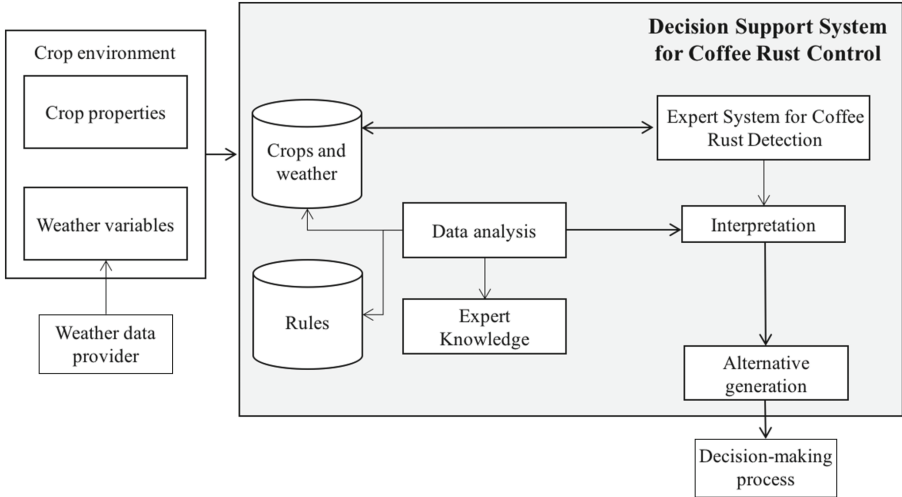 Decision Support System
for Coffee Rust Control
Crop environment
Crop properties
Weather variables
Weather data
provider
Crops and
weather
Rules
Data analysis
Expert
Knowledge
Expert System for Coffee
Rust Detection
Interpretation
Alternative
generation
Decision-making
process